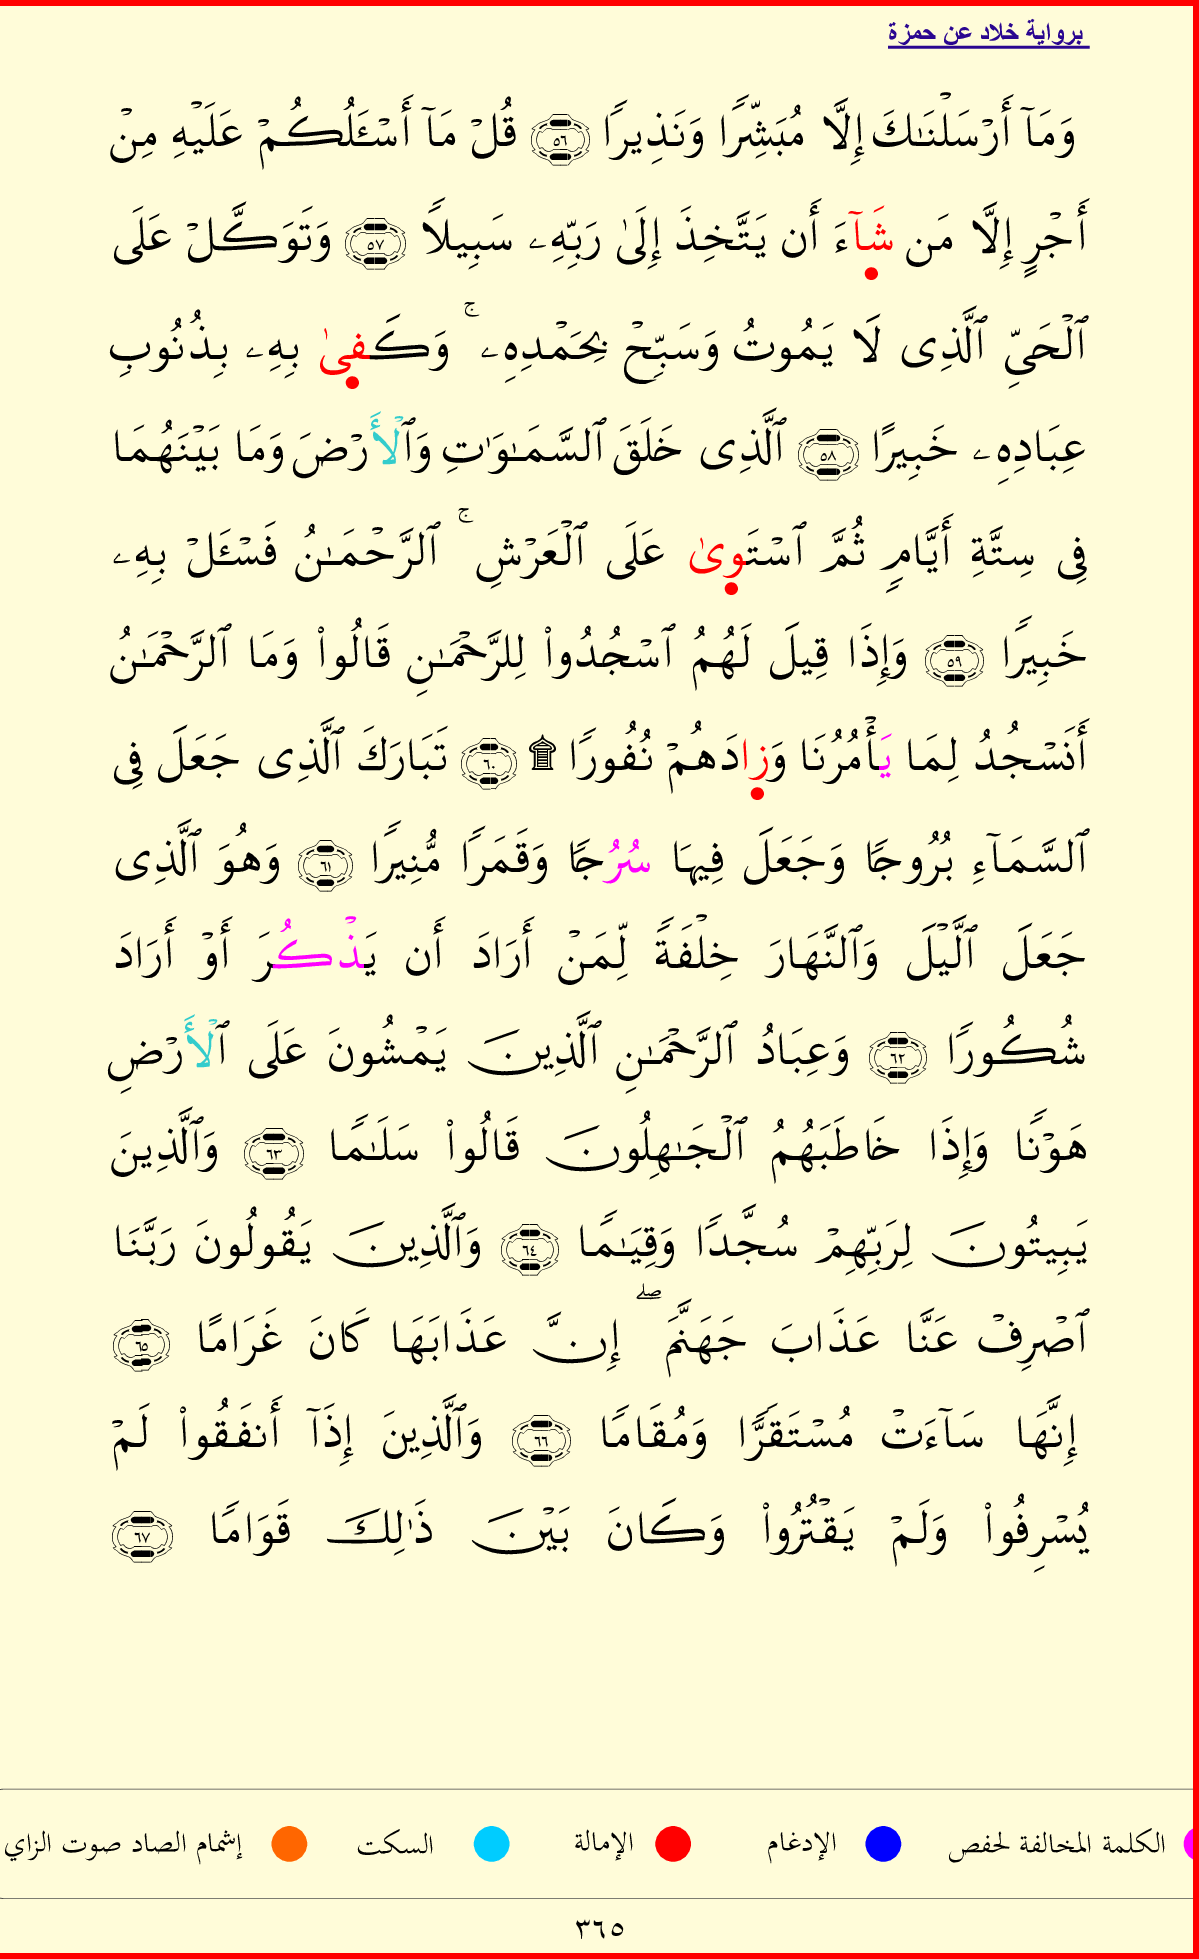 برواية خلاد عن حمزة
وَمَآ أَرْسَلْنَـٰكَ إِلَّا مُبَشِّرًا وَنَذِيرًا ٥٦ قُلْ مَآ أَسْـَٔلُكُمْ عَلَيْهِ مِنْ
أَجْرٍ إِلَّا مَن شَآءَ أَن يَتَّخِذَ إِلَىٰ رَبِّهِۦ سَبِيلًا ٥٧ وَتَوَكَّلْ عَلَى
ٱلْحَىِّ ٱلَّذِى لَا يَمُوتُ وَسَبِّحْ بِحَمْدِهِۦ ۚ وَكَفِىٰ بِهِۦ بِذُنُوبِ
عِبَادِهِۦ خَبِيرًا ٥٨ ٱلَّذِى خَلَقَ ٱلسَّمَـٰوَٰتِ وَٱلْأَرْضَ وَمَا بَيْنَهُمَا
فِى سِتَّةِ أَيَّامٍ ثُمَّ ٱسْتَوِىٰ عَلَى ٱلْعَرْشِ ۚ ٱلرَّحْمَـٰنُ فَسْـَٔلْ بِهِۦ
خَبِيرًا ٥٩ وَإِذَا قِيلَ لَهُمُ ٱسْجُدُوا۟ لِلرَّحْمَـٰنِ قَالُوا۟ وَمَا ٱلرَّحْمَـٰنُ
أَنَسْجُدُ لِمَا يَأْمُرُنَا وَزِادَهُمْ نُفُورًا ۩ ٦٠ تَبَارَكَ ٱلَّذِى جَعَلَ فِى
ٱلسَّمَآءِ بُرُوجًا وَجَعَلَ فِيهَا سُرُجًا وَقَمَرًا مُّنِيرًا ٦١ وَهُوَ ٱلَّذِى
جَعَلَ ٱلَّيْلَ وَٱلنَّهَارَ خِلْفَةً لِّمَنْ أَرَادَ أَن يَذْكُرَ أَوْ أَرَادَ
شُكُورًا ٦٢ وَعِبَادُ ٱلرَّحْمَـٰنِ ٱلَّذِينَ يَمْشُونَ عَلَى ٱلْأَرْضِ
هَوْنًا وَإِذَا خَاطَبَهُمُ ٱلْجَـٰهِلُونَ قَالُوا۟ سَلَـٰمًا ٦٣ وَٱلَّذِينَ
يَبِيتُونَ لِرَبِّهِمْ سُجَّدًا وَقِيَـٰمًا ٦٤ وَٱلَّذِينَ يَقُولُونَ رَبَّنَا
ٱصْرِفْ عَنَّا عَذَابَ جَهَنَّمَ ۖ إِنَّ عَذَابَهَا كَانَ غَرَامًا ٦٥
إِنَّهَا سَآءَتْ مُسْتَقَرًّا وَمُقَامًا ٦٦ وَٱلَّذِينَ إِذَآ أَنفَقُوا۟ لَمْ
يُسْرِفُوا۟ وَلَمْ يَقْتُرُوا۟ وَكَانَ بَيْنَ ذَٰلِكَ قَوَامًا ٦٧
الكلمة المخالفة لحفص الإدغام الإمالة السكت إشمام الصاد صوت الزاي
٣٦٥